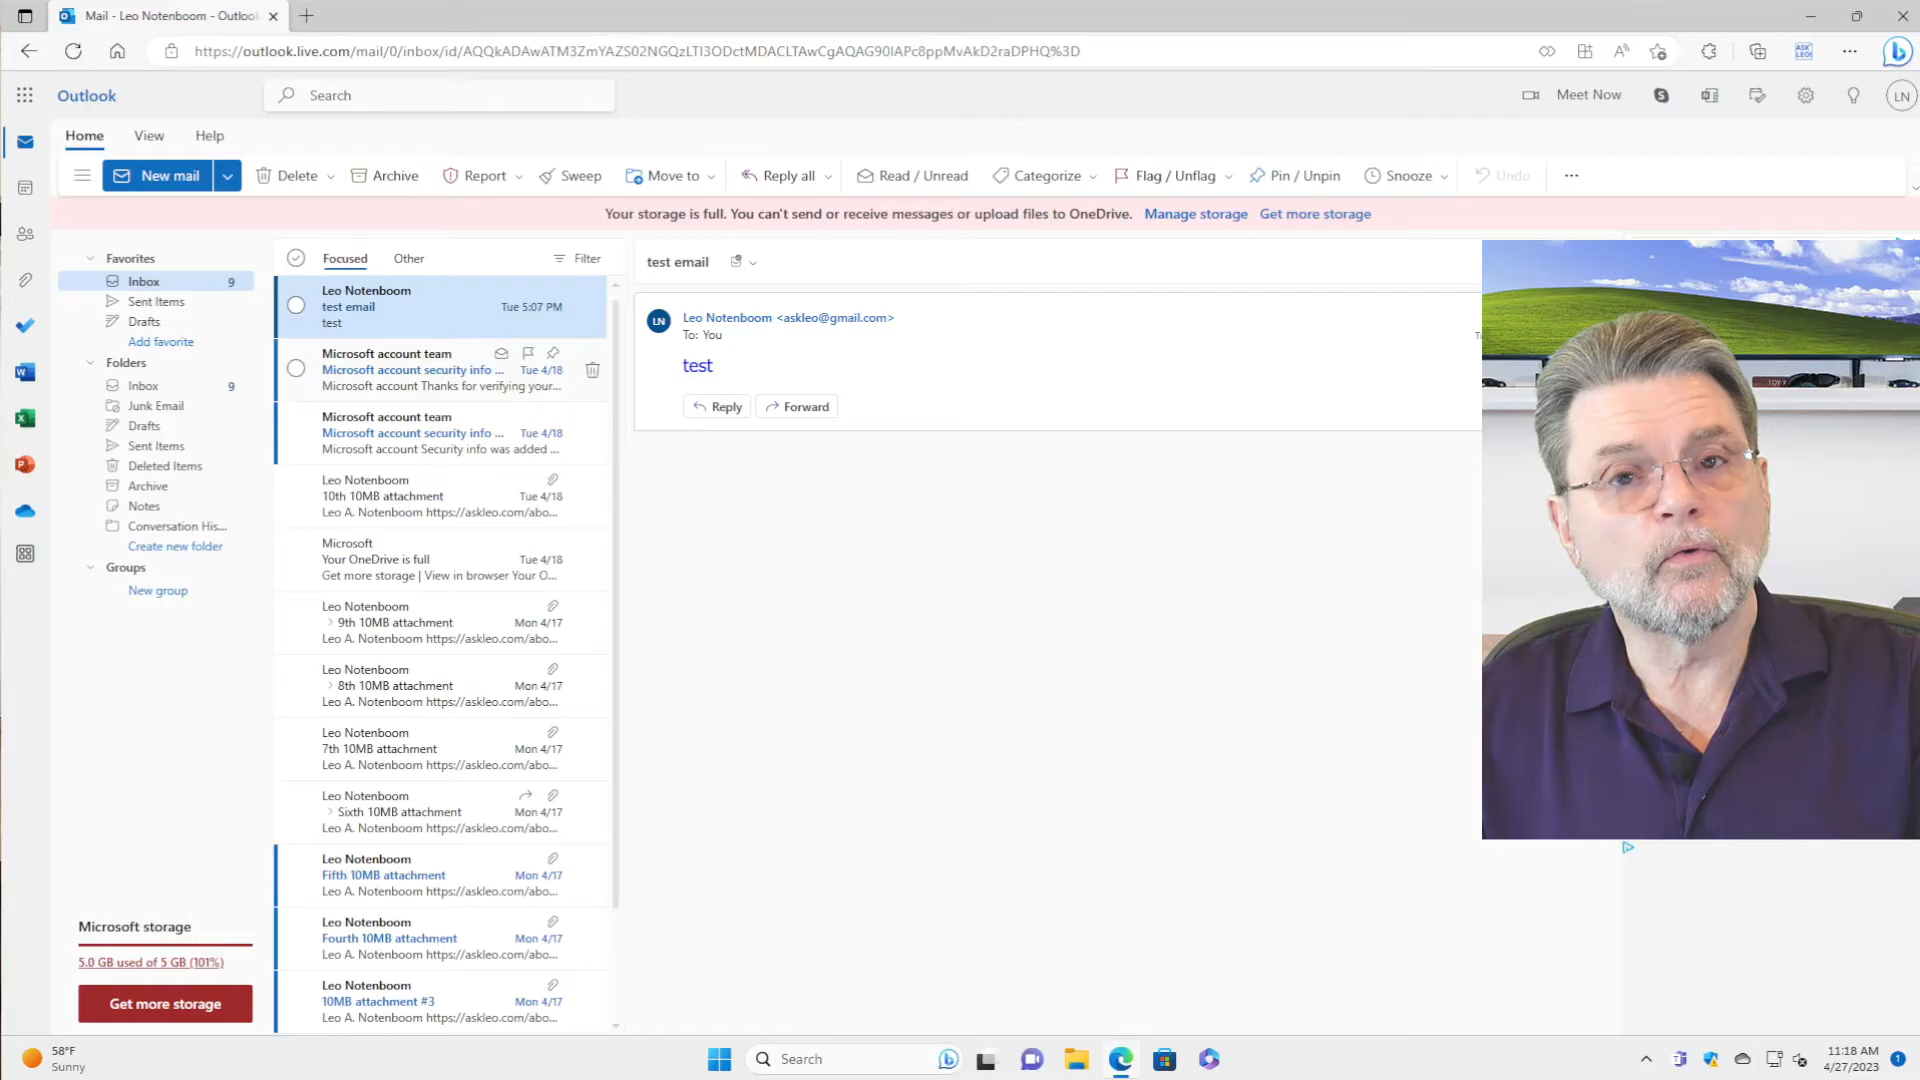 Mail - Leo Notenboom - Outlook
https://outlook.live.com/mail/0/inbox/id/AQQkADAwATM3ZmYAZS02NGQzLTI3ODctMDACLTAwCgAQAG90IAPc8ppMvAkD2raDPHQ%3D
ASK LEO!
Outlook
Search
Meet Now
LN
Home View Help
New mail Delete Archive Report Sweep Move to Reply all Read / Unread Categorize Flag / Unflag Pin / Unpin Snooze Undo
Your storage is full. You can't send or receive messages or upload files to OneDrive. Manage storage Get more storage
Favorites
Inbox 9
Sent Items
Drafts
Add favorite
Folders
Inbox 9
Junk Email
Drafts
Sent Items
Deleted Items
Archive
Notes
Conversation His...
Create new folder
Groups
New group
Microsoft storage
5.0 GB used of 5 GB (101%)
Get more storage
Focused Other Filter
Leo Notenboom
test email Tue 5:07 PM
test
Microsoft account team
Microsoft account security info ... Tue 4/18
Microsoft account Thanks for verifying your...
Microsoft account team
Microsoft account security info ... Tue 4/18
Microsoft account Security info was added ...
Leo Notenboom
10th 10MB attachment Tue 4/18
Leo A. Notenboom https://askleo.com/abo...
Microsoft
Your OneDrive is full Tue 4/18
Get more storage | View in browser Your O...
Leo Notenboom
9th 10MB attachment Mon 4/17
Leo A. Notenboom https://askleo.com/abo...
Leo Notenboom
8th 10MB attachment Mon 4/17
Leo A. Notenboom https://askleo.com/abo...
Leo Notenboom
7th 10MB attachment Mon 4/17
Leo A. Notenboom https://askleo.com/abo...
Leo Notenboom
Sixth 10MB attachment Mon 4/17
Leo A. Notenboom https://askleo.com/abo...
Leo Notenboom
Fifth 10MB attachment Mon 4/17
Leo A. Notenboom https://askleo.com/abo...
Leo Notenboom
Fourth 10MB attachment Mon 4/17
Leo A. Notenboom https://askleo.com/abo...
Leo Notenboom
10MB attachment #3 Mon 4/17
Leo A. Notenboom https://askleo.com/abo...
test email
LN
Leo Notenboom <askleo@gmail.com>
To: You
test
Reply Forward
58°F
Sunny
Search
11:18 AM
4/27/2023
1